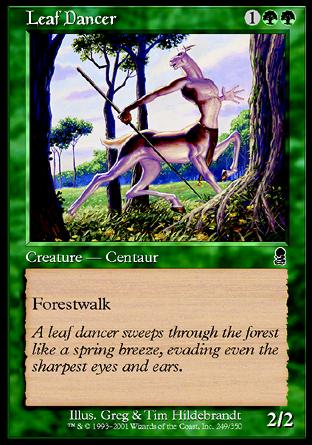 Leaf Dancer 1
Creature — Centaur
Forestwalk
A leaf dancer sweeps through the forest
like a spring breeze, evading even the
sharpest eyes and ears.
Illus. Greg & Tim Hildebrandt
™ & © 1993-2001 Wizards of the Coast, Inc. 249/350
2/2